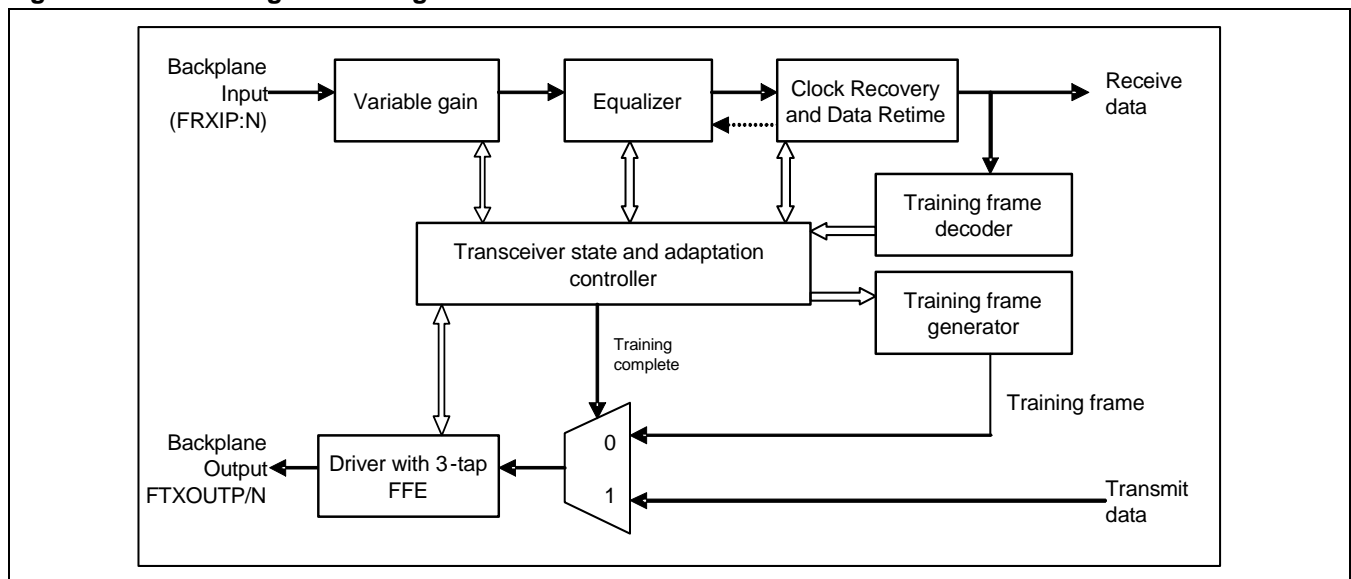 Backplane
Input
(FRXIP:N)
Variable gain
Equalizer
Clock Recovery
and Data Retime
Receive
data
Training frame
decoder
Transceiver state and adaptation
controller
Training frame
generator
Training
complete
Training frame
Backplane
Output
FTXOUTP/N
Driver with 3-tap
FFE
0
1
Transmit
data